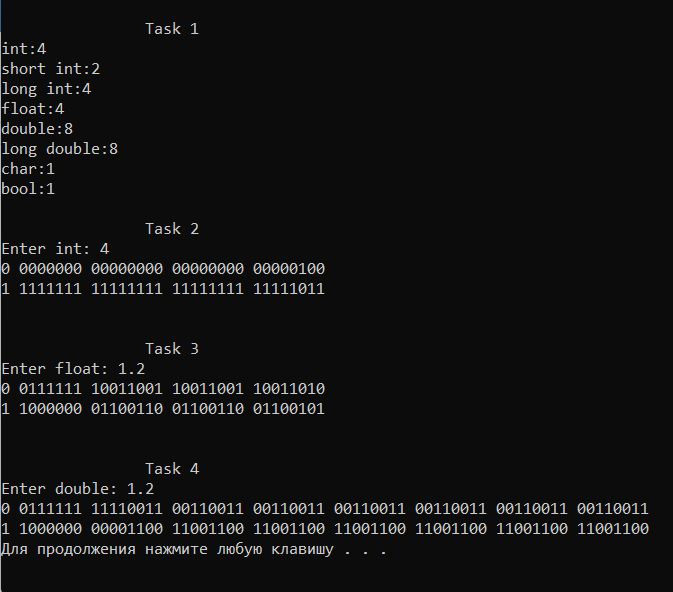 Task 1
int:4
short int:2
long int:4
float:4
double:8
long double:8
char:1
bool:1
Task 2
Enter int: 4
0 0000000 00000000 00000000 00000100
1 1111111 11111111 11111111 11111011
Task 3
Enter float: 1.2
0 0111111 10011001 10011001 10011010
1 1000000 01100110 01100110 01100101
Task 4
Enter double: 1.2
0 0111111 11110011 00110011 00110011 00110011 00110011 00110011 00110011
1 1000000 00001100 11001100 11001100 11001100 11001100 11001100 11001100
Для продолжения нажмите любую клавишу . . .